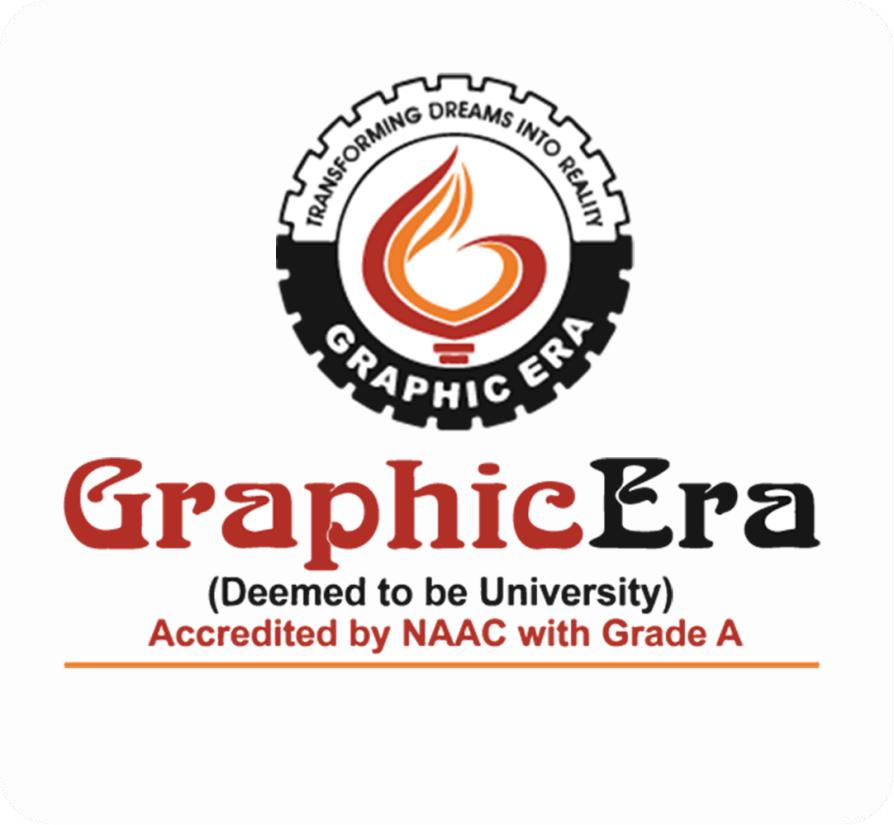 TRANSFORMING DREAMS INTO REALITY
GRAPHIC ERA
GraphicEra
(Deemed to be University)
Accredited by NAAC with Grade A